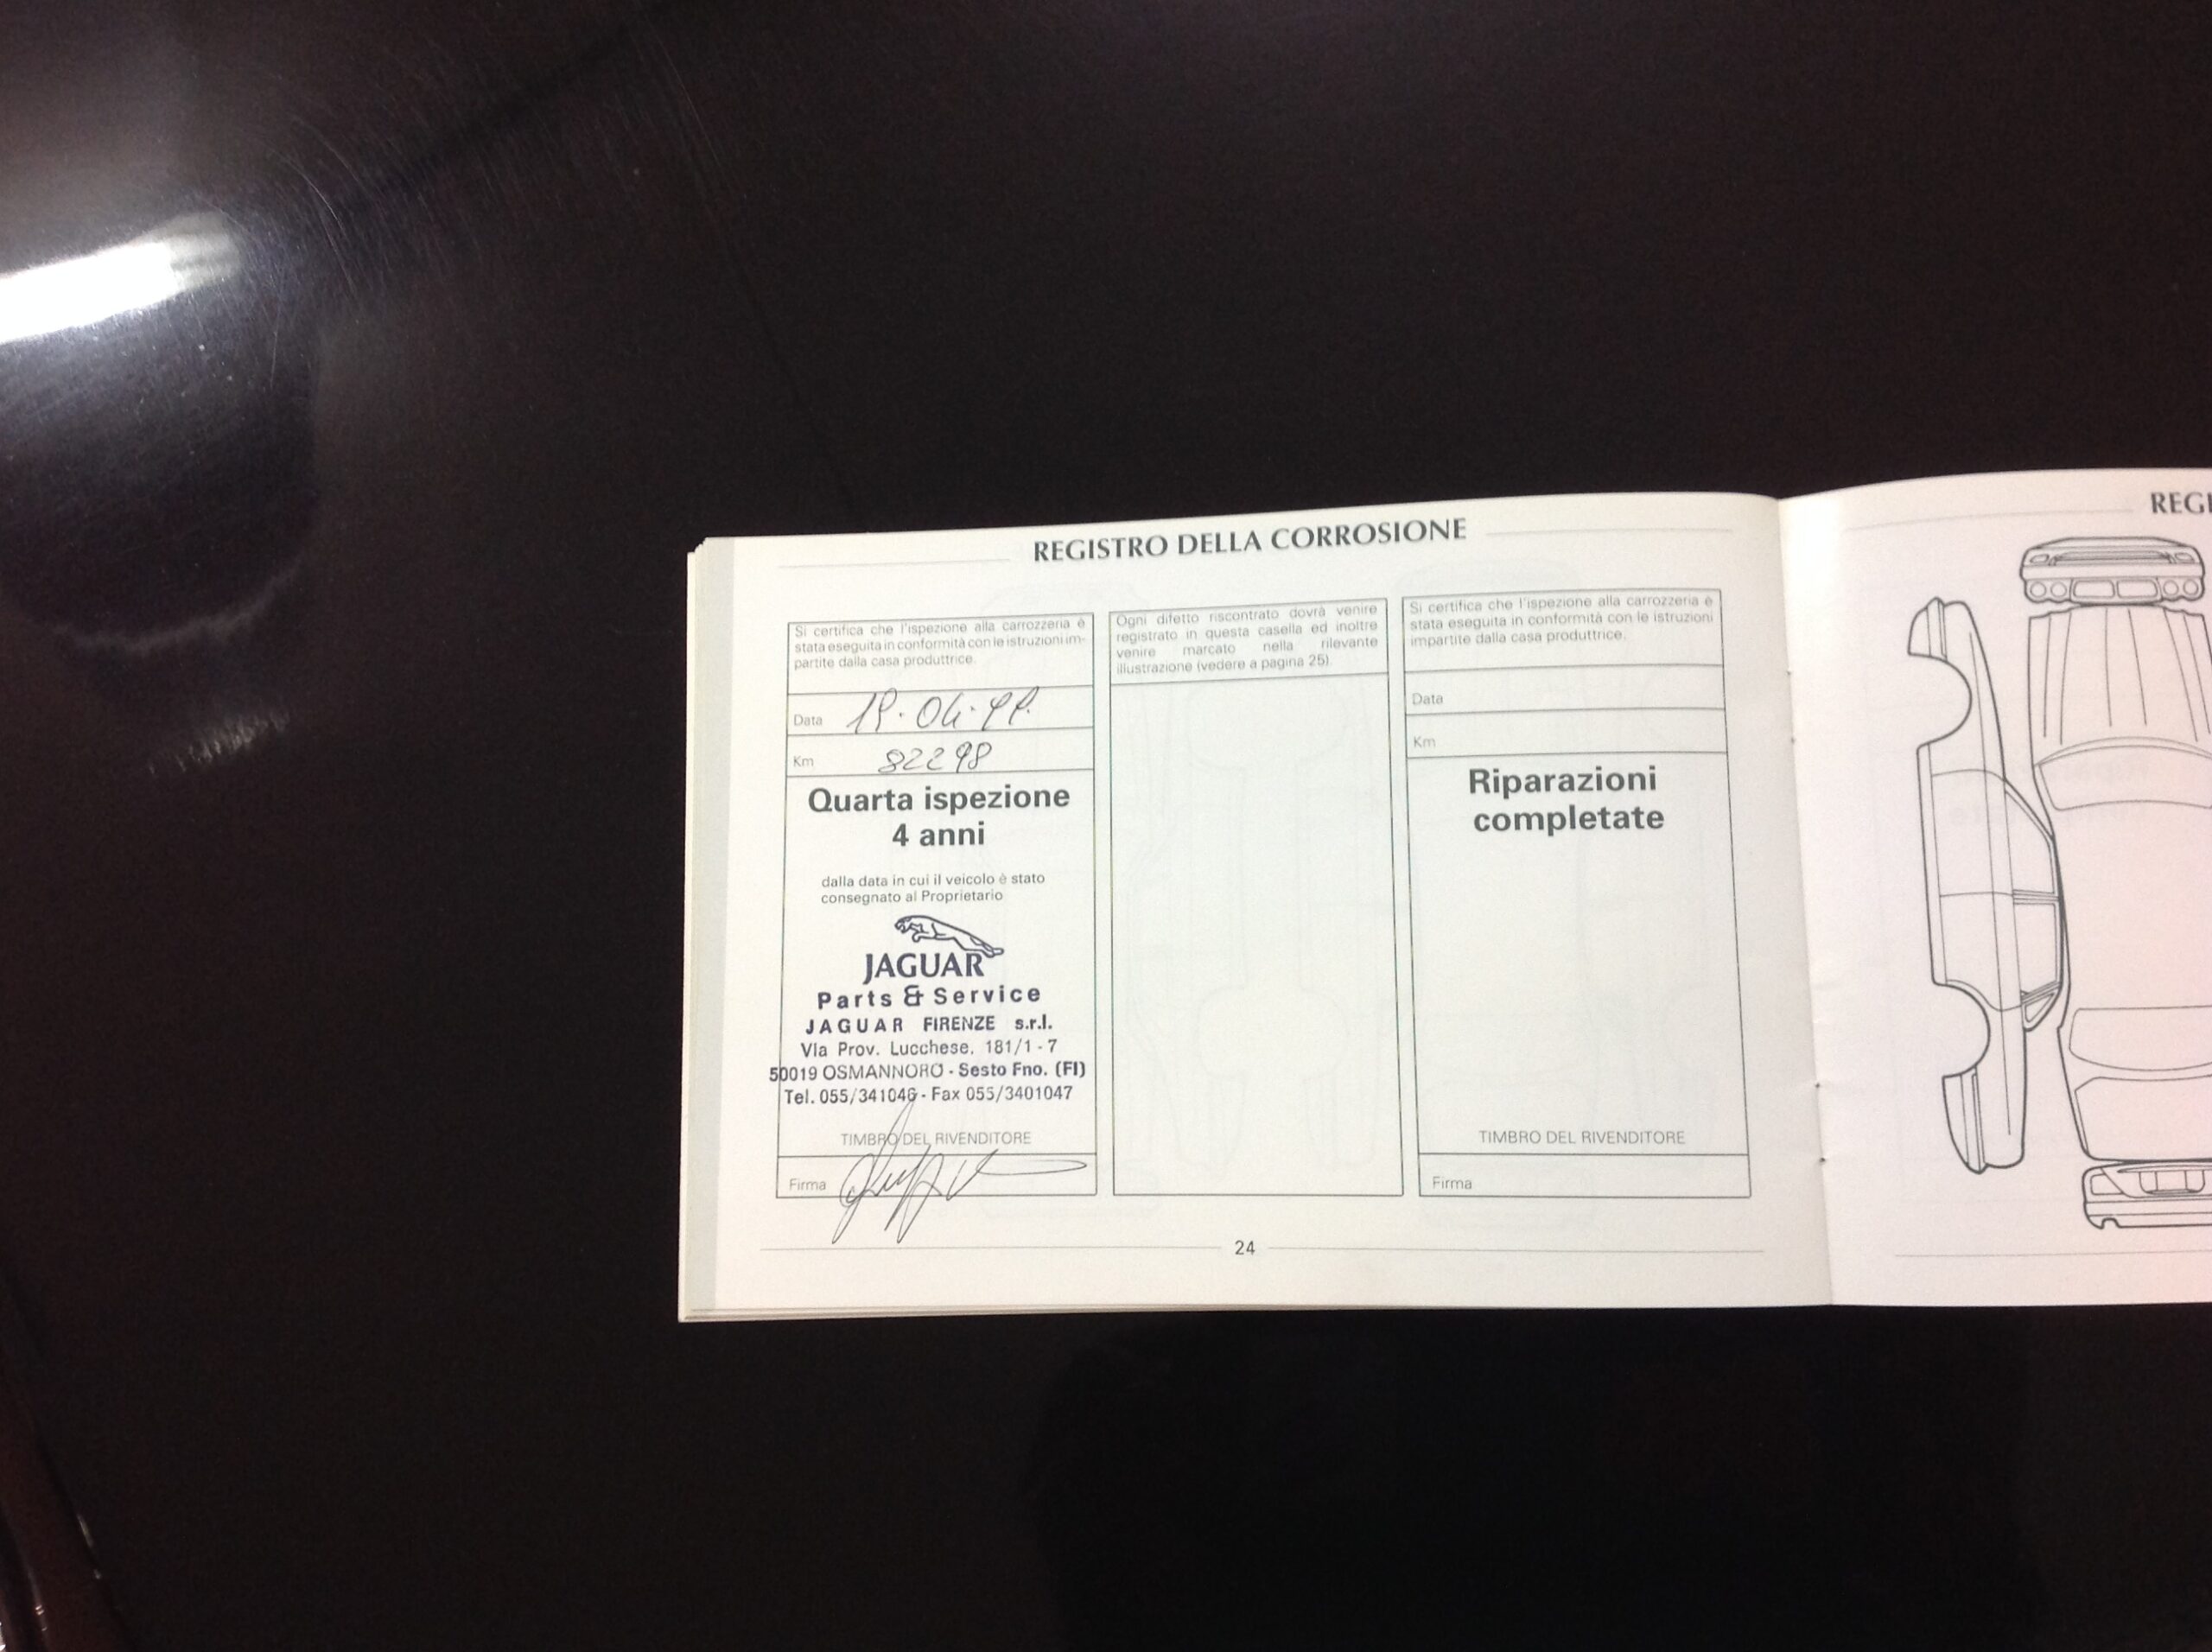 REGISTRO DELLA CORROSIONE
Si certifica che l'ispezione alla carrozzeria è
stata eseguita in conformità con le istruzioni im-
partite dalla casa produttrice.
Data 19.04.99.
Km 82298
Quarta ispezione
4 anni
dalla data in cui il veicolo è stato
consegnato al Proprietario
JAGUAR
Parts & Service
JAGUAR FIRENZE s.r.l.
Via Prov. Lucchese, 181/1 - 7
50019 OSMANNORO - Sesto Fno. (FI)
Tel. 055/341046 - Fax 055/3401047
TIMBRO DEL RIVENDITORE
Firma
Ogni difetto riscontrato dovrà venire
registrato in questa casella ed inoltre
venire marcato nella rilevante
illustrazione (vedere a pagina 25).
Si certifica che l'ispezione alla carrozzeria è
stata eseguita in conformità con le istruzioni
impartite dalla casa produttrice.
Data
Km
Riparazioni
completate
TIMBRO DEL RIVENDITORE
Firma
24
REGI